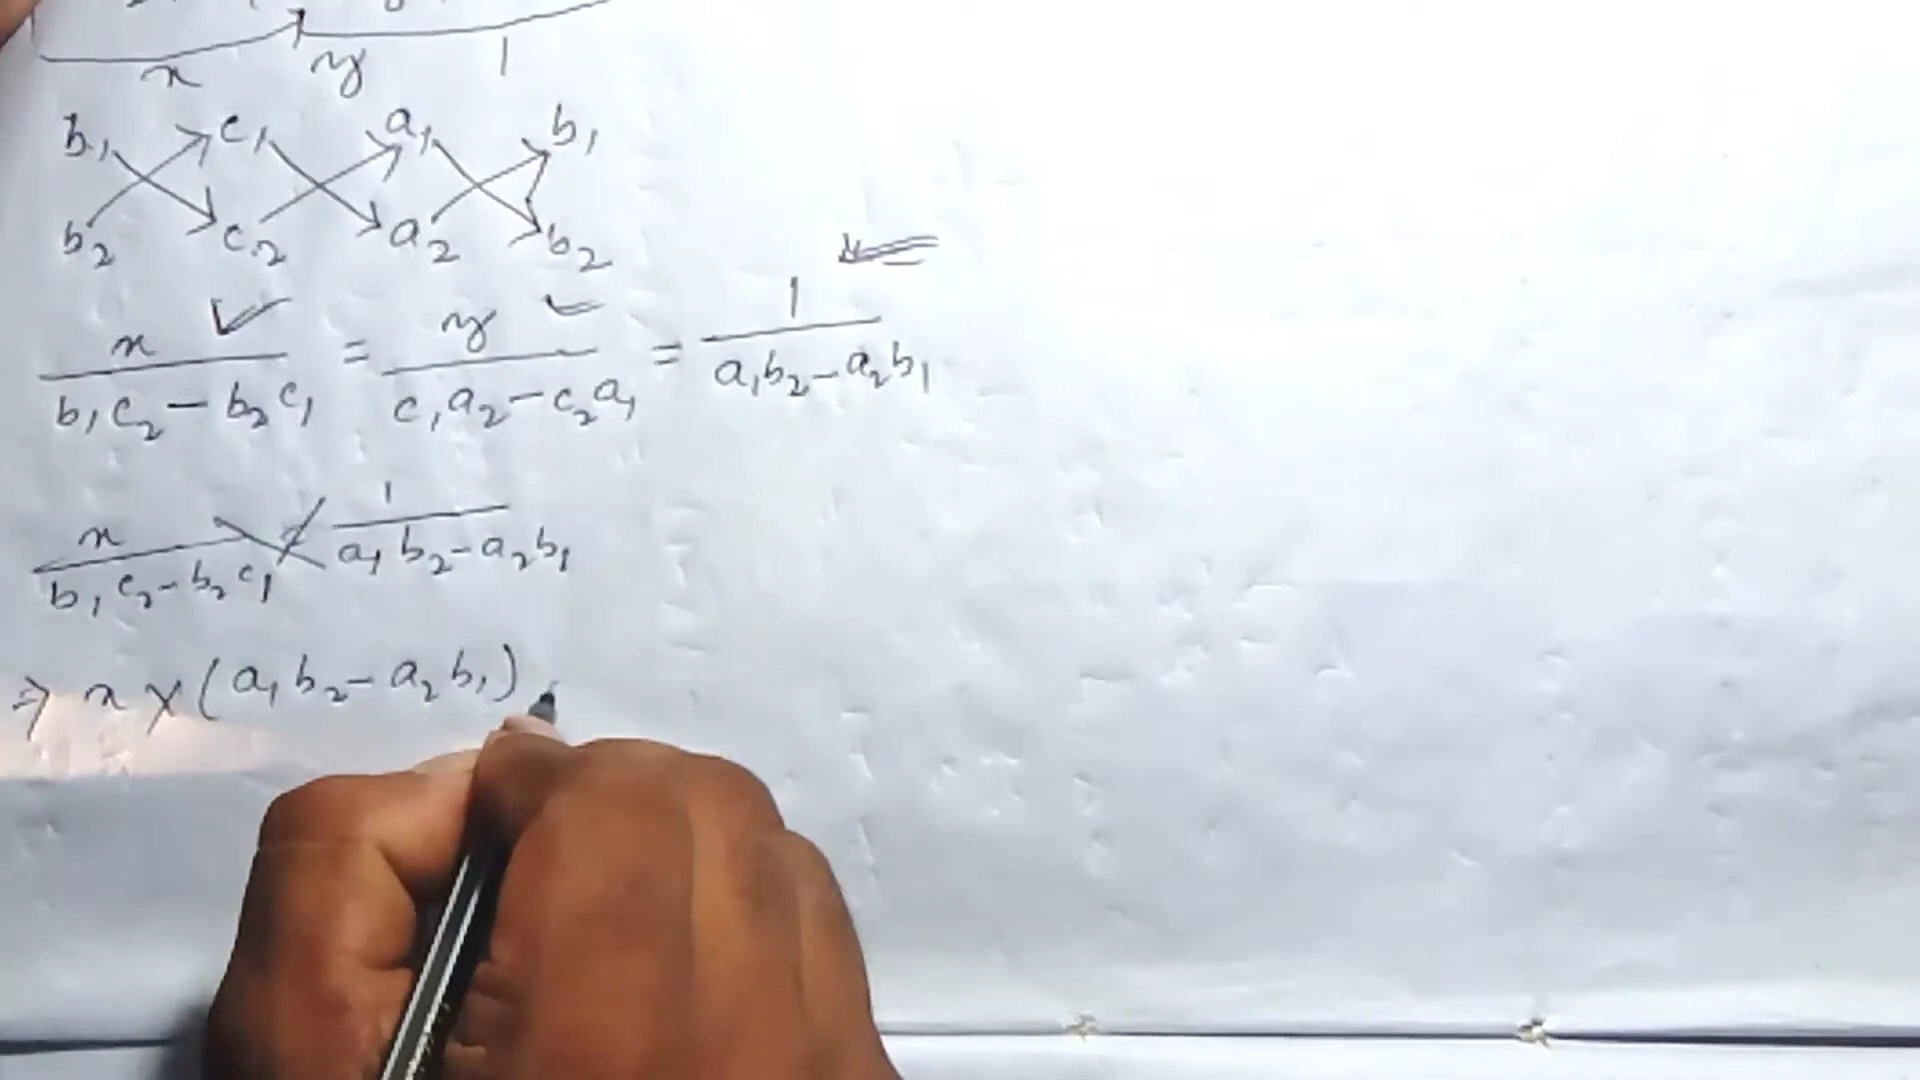 x y 1
b₁ c₁ a₁ b₁
b₂ c₂ a₂ b₂
x/(b₁c₂ − b₂c₁) = y/(c₁a₂ − c₂a₁) = 1/(a₁b₂ − a₂b₁)
x/(b₁c₂ − b₂c₁) = 1/(a₁b₂ − a₂b₁)
⇒ x × (a₁b₂ − a₂b₁)